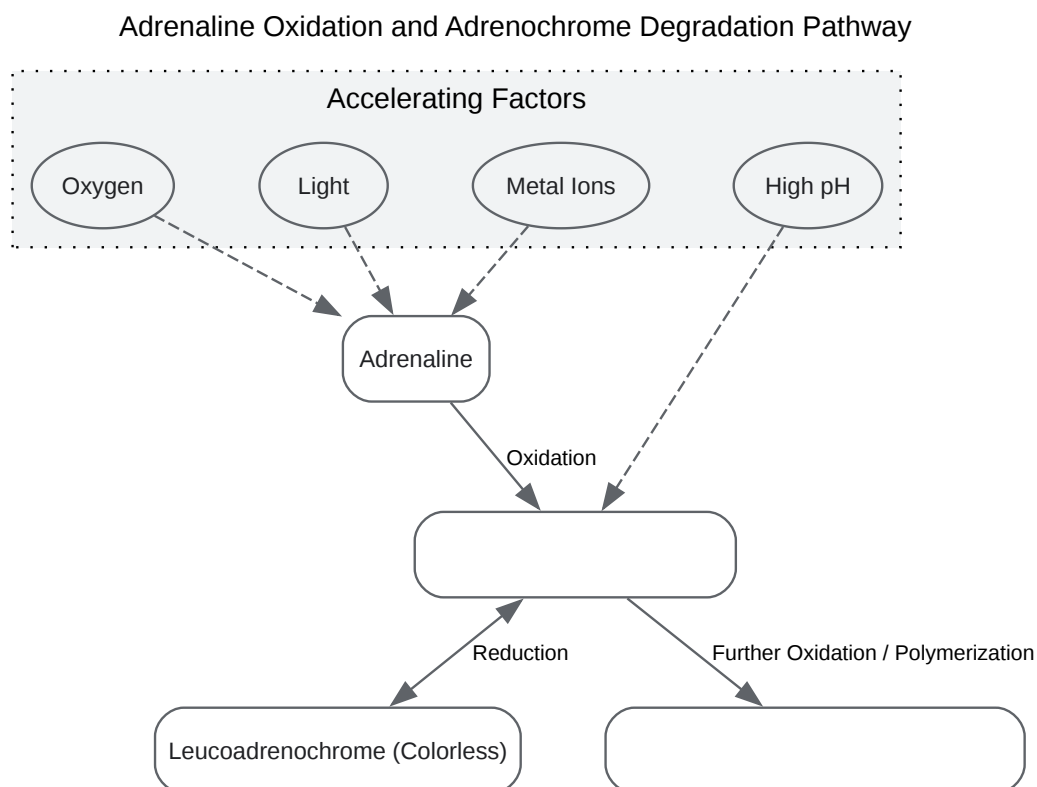 Adrenaline Oxidation and Adrenochrome Degradation Pathway
Accelerating Factors
Oxygen
Light
Metal Ions
High pH
Adrenaline
Oxidation
Reduction
Further Oxidation / Polymerization
Leucoadrenochrome (Colorless)